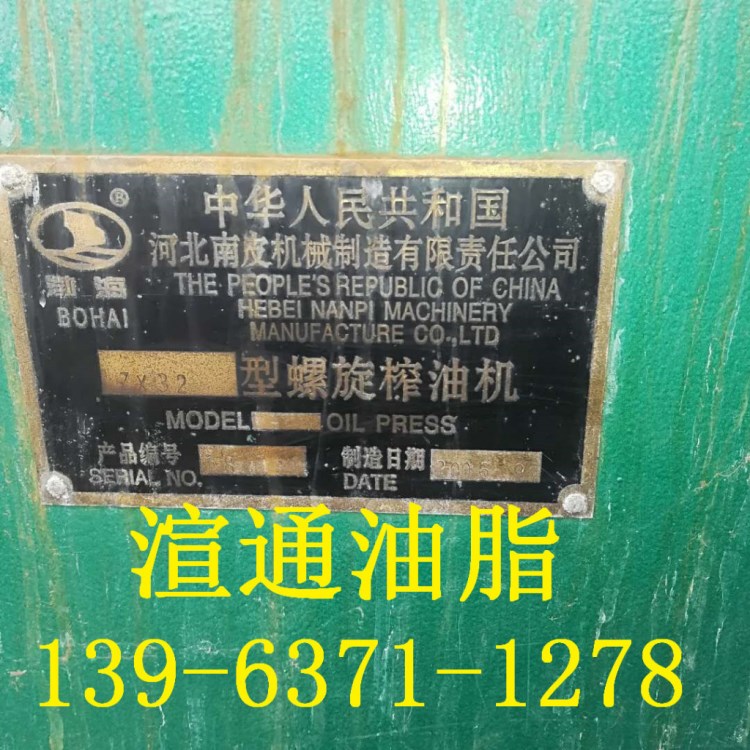 中华人民共和国
河北南皮机械制造有限责任公司
THE PEOPLE'S REPUBLIC OF CHINA
HEBEI NANPI MACHINERY
MANUFACTURE CO.,LTD
®
渤海
BOHAI
ZX32 型螺旋榨油机
MODEL OIL PRESS
产品编号 制造日期
SERIAL NO. DATE
渲通油脂
139-6371-1278